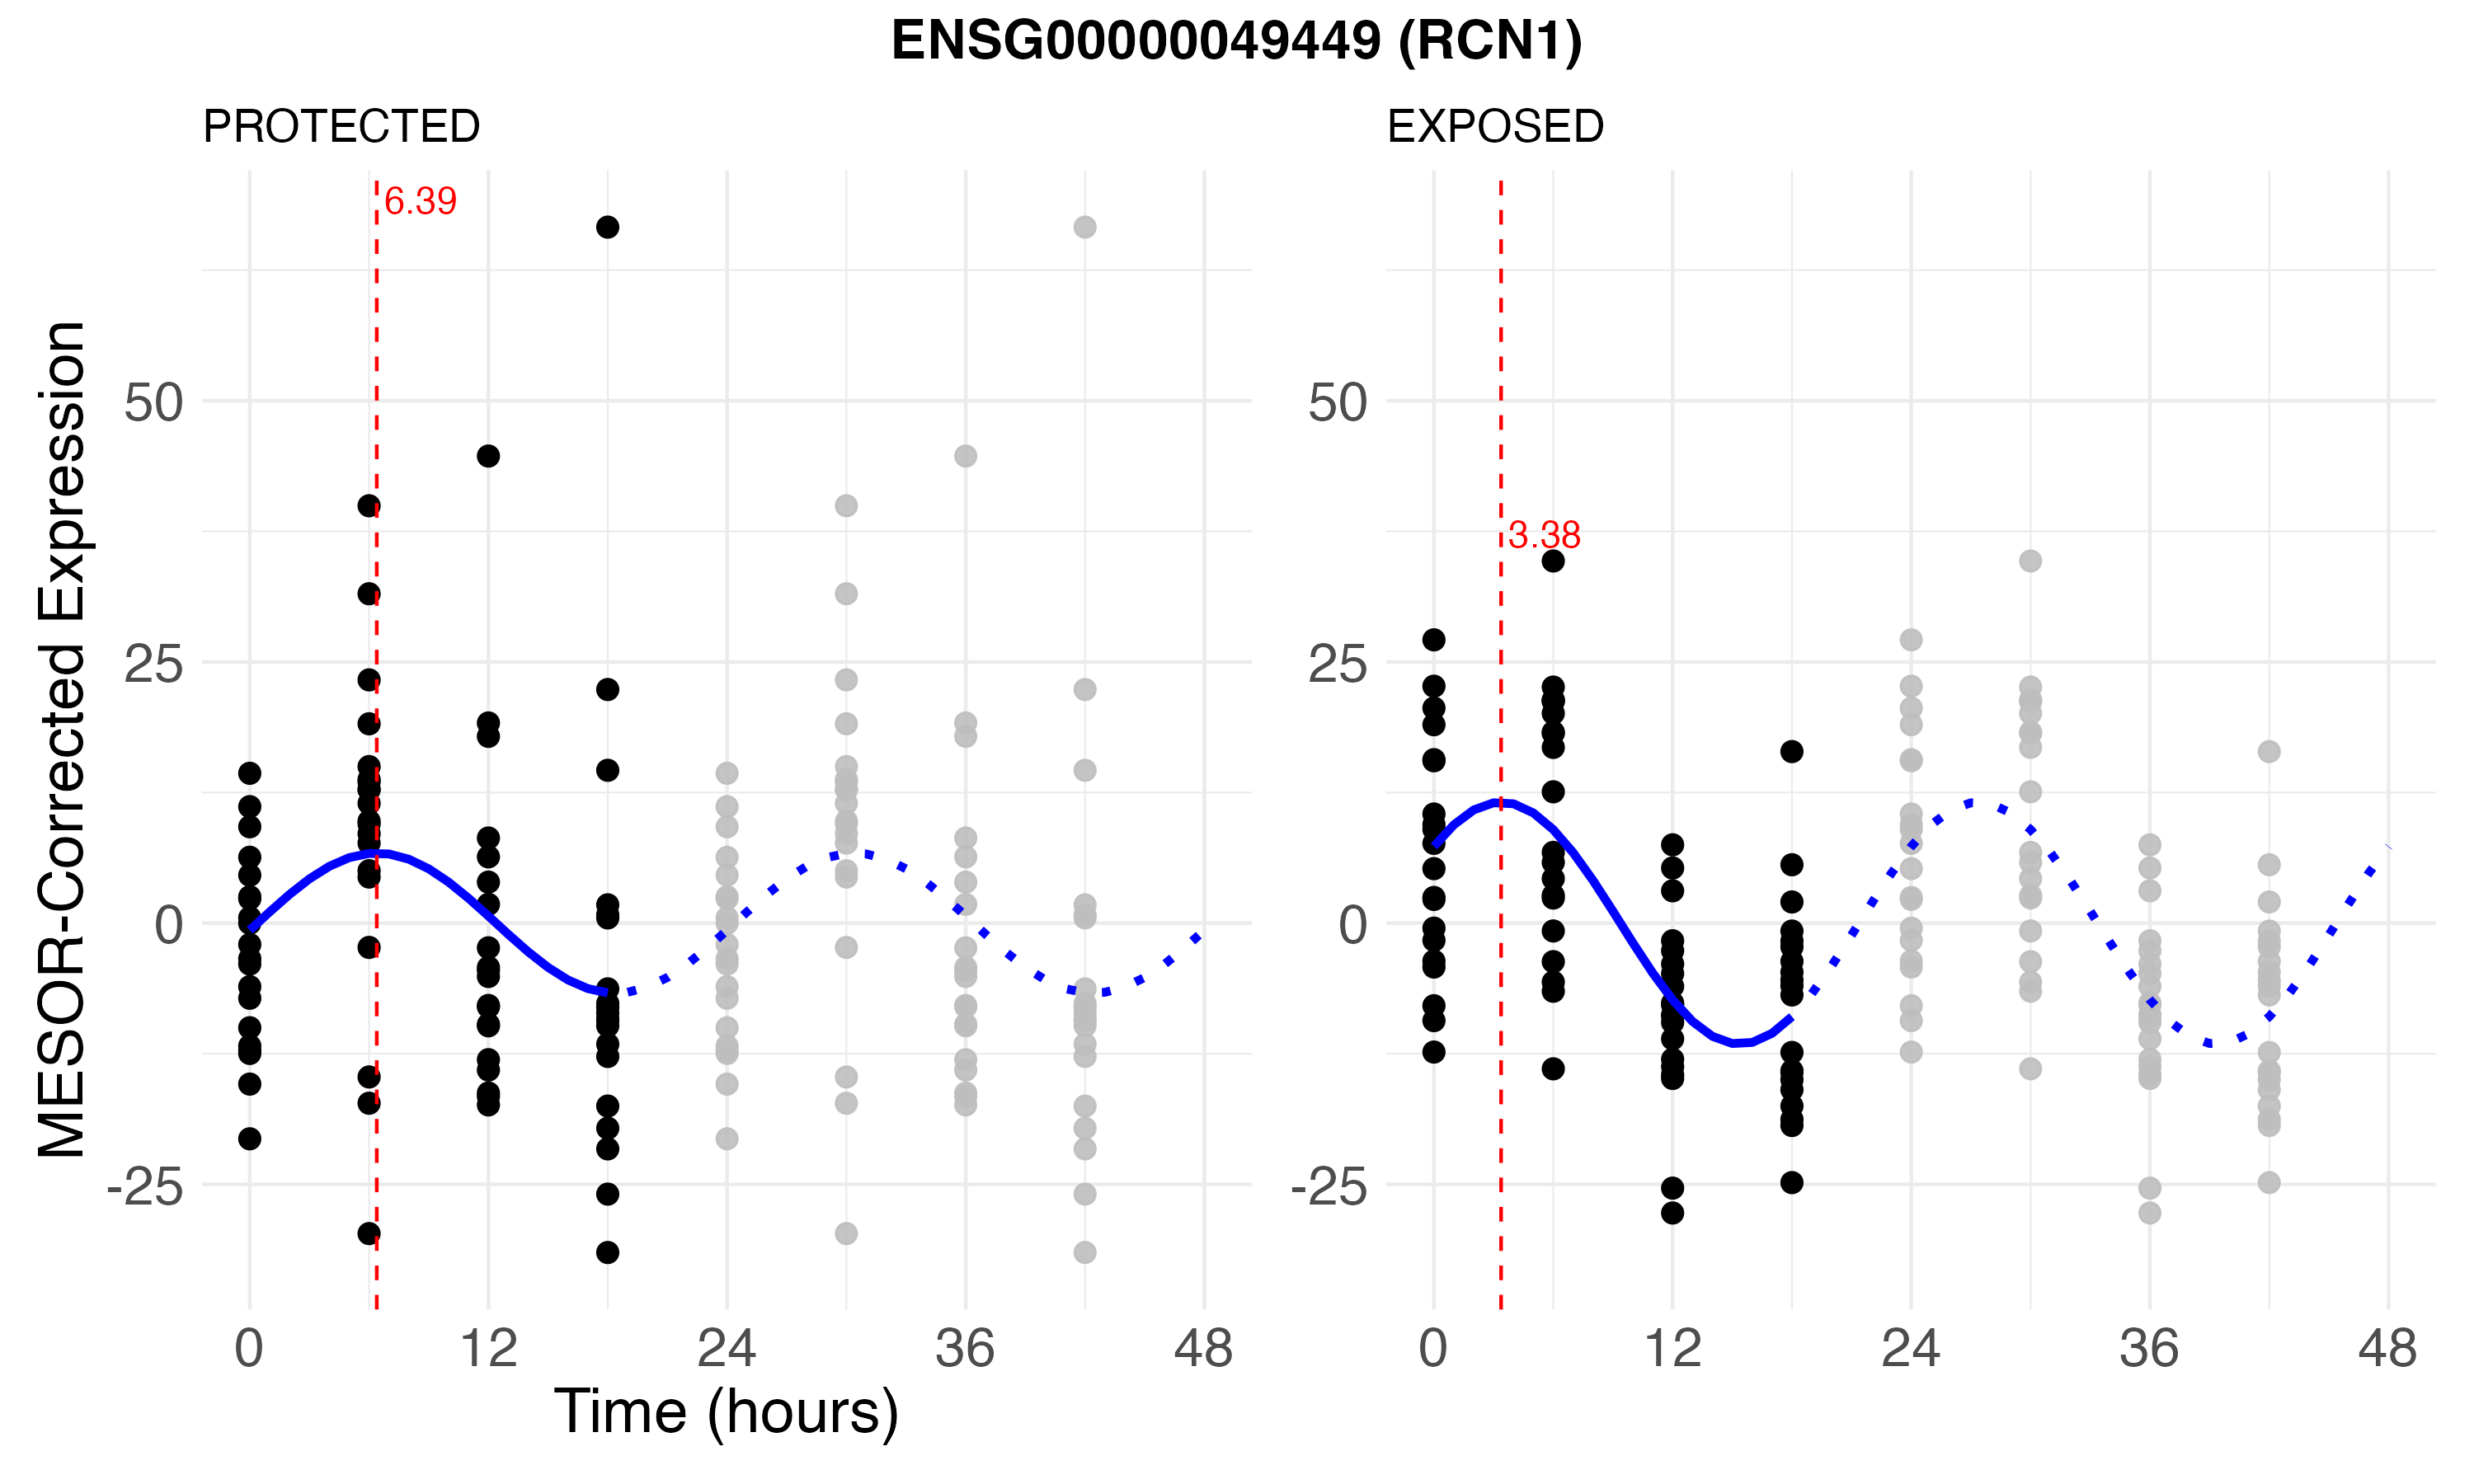 ENSG00000049449 (RCN1)
PROTECTED
EXPOSED
6.39
3.38
MESOR-Corrected Expression
50
25
0
-25
50
25
0
-25
0 12 24 36 48
0 12 24 36 48
Time (hours)